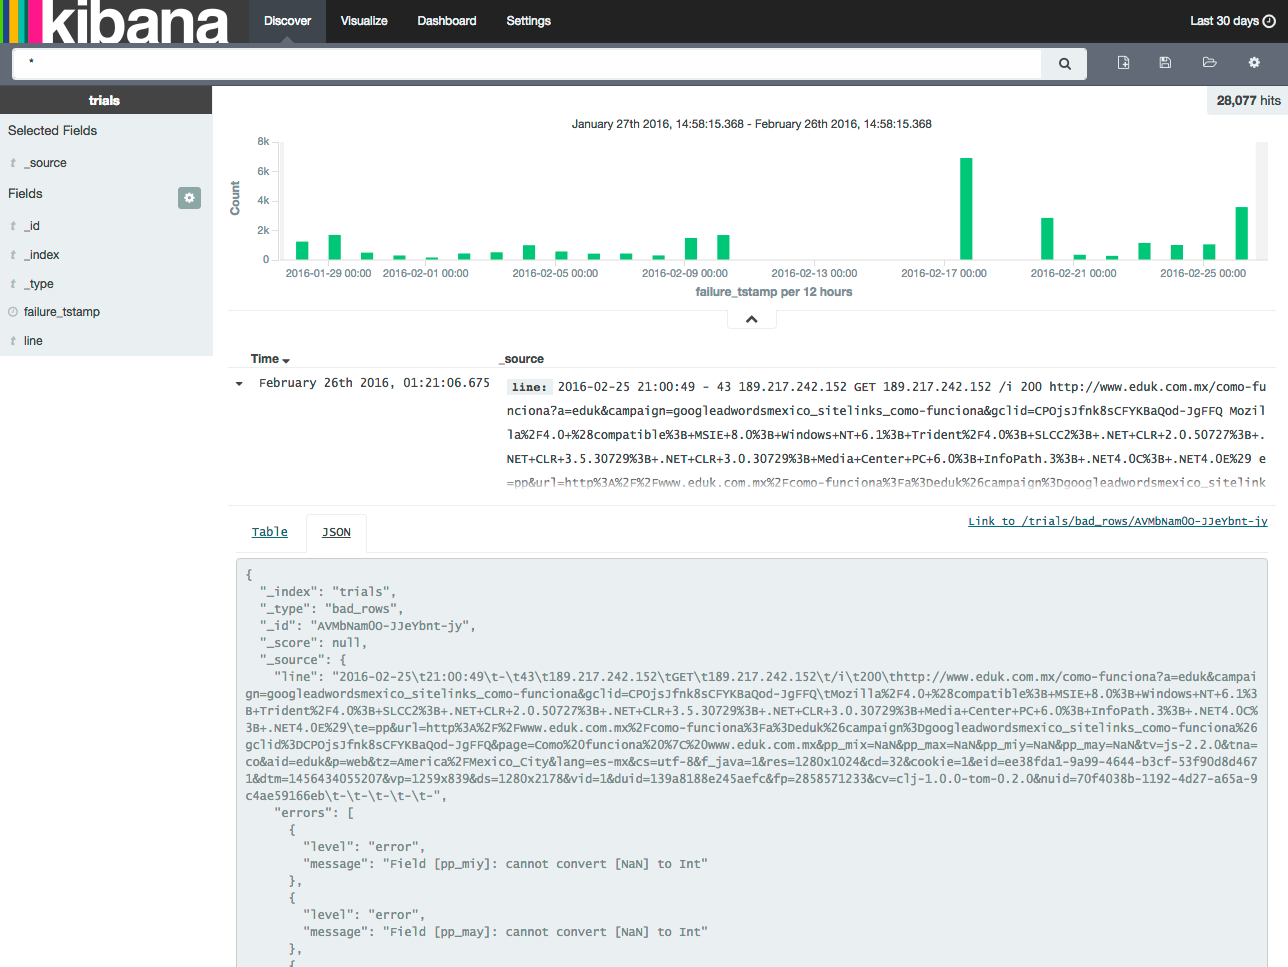 kibana
Discover
Visualize
Dashboard
Settings
Last 30 days
*
trials
28,077 hits
Selected Fields
t _source
Fields
t _id
t _index
t _type
failure_tstamp
t line
January 27th 2016, 14:58:15.368 - February 26th 2016, 14:58:15.368
Count
8k
6k
4k
2k
0
2016-01-29 00:00
2016-02-01 00:00
2016-02-05 00:00
2016-02-09 00:00
2016-02-13 00:00
2016-02-17 00:00
2016-02-21 00:00
2016-02-25 00:00
failure_tstamp per 12 hours
Time
_source
February 26th 2016, 01:21:06.675
line: 2016-02-25 21:00:49 - 43 189.217.242.152 GET 189.217.242.152 /i 200 http://www.eduk.com.mx/como-fu
nciona?a=eduk&campaign=googleadwordsmexico_sitelinks_como-funciona&gclid=CPOjsJfnk8sCFYKBaQod-JgFFQ Mozil
la%2F4.0+%28compatible%3B+MSIE+8.0%3B+Windows+NT+6.1%3B+Trident%2F4.0%3B+SLCC2%3B+.NET+CLR+2.0.50727%3B+.
NET+CLR+3.5.30729%3B+.NET+CLR+3.0.30729%3B+Media+Center+PC+6.0%3B+InfoPath.3%3B+.NET4.0C%3B+.NET4.0E%29 e
=pp&url=http%3A%2F%2Fwww.eduk.com.mx%2Fcomo-funciona%3Fa%3Deduk%26campaign%3Dgoogleadwordsmexico_sitelink
Table
JSON
Link to /trials/bad_rows/AVMbNamOO-JJeYbnt-jy
{
"_index": "trials",
"_type": "bad_rows",
"_id": "AVMbNamOO-JJeYbnt-jy",
"_score": null,
"_source": {
"line": "2016-02-25\t21:00:49\t-\t43\t189.217.242.152\tGET\t189.217.242.152\t/i\t200\thttp://www.eduk.com.mx/como-funciona?a=eduk&campai
gn=googleadwordsmexico_sitelinks_como-funciona&gclid=CPOjsJfnk8sCFYKBaQod-JgFFQ\tMozilla%2F4.0+%28compatible%3B+MSIE+8.0%3B+Windows+NT+6.1%3
B+Trident%2F4.0%3B+SLCC2%3B+.NET+CLR+2.0.50727%3B+.NET+CLR+3.5.30729%3B+.NET+CLR+3.0.30729%3B+Media+Center+PC+6.0%3B+InfoPath.3%3B+.NET4.0C%
3B+.NET4.0E%29\te=pp&url=http%3A%2F%2Fwww.eduk.com.mx%2Fcomo-funciona%3Fa%3Deduk%26campaign%3Dgoogleadwordsmexico_sitelinks_como-funciona%26
gclid%3DCPOjsJfnk8sCFYKBaQod-JgFFQ&page=Como%20funciona%20%7C%20www.eduk.com.mx&pp_mix=NaN&pp_max=NaN&pp_miy=NaN&pp_may=NaN&tv=js-2.2.0&tna=
co&aid=eduk&p=web&tz=America%2FMexico_City&lang=es-mx&cs=utf-8&f_java=1&res=1280x1024&cd=32&cookie=1&eid=ee38fda1-9a99-4644-b3cf-53f90d8d467
1&dtm=1456434055207&vp=1259x839&ds=1280x2178&vid=1&duid=139a8188e245aefc&fp=2858571233&cv=clj-1.0.0-tom-0.2.0&nuid=70f4038b-1192-4d27-a65a-9
c4ae59166eb\t-\t-\t-\t-\t-",
"errors": [
{
"level": "error",
"message": "Field [pp_miy]: cannot convert [NaN] to Int"
},
{
"level": "error",
"message": "Field [pp_may]: cannot convert [NaN] to Int"
},
{